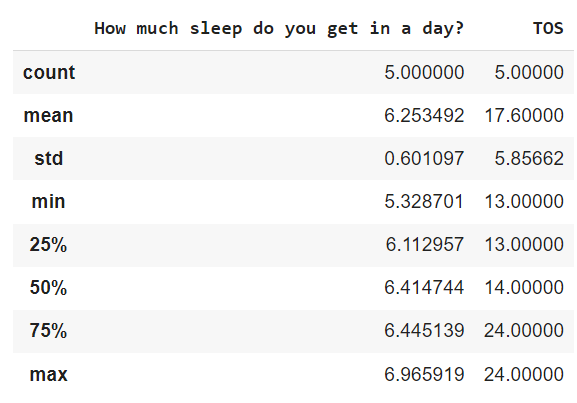 How much sleep do you get in a day? TOS
count 5.000000 5.00000
mean 6.253492 17.60000
std 0.601097 5.85662
min 5.328701 13.00000
25% 6.112957 13.00000
50% 6.414744 14.00000
75% 6.445139 24.00000
max 6.965919 24.00000